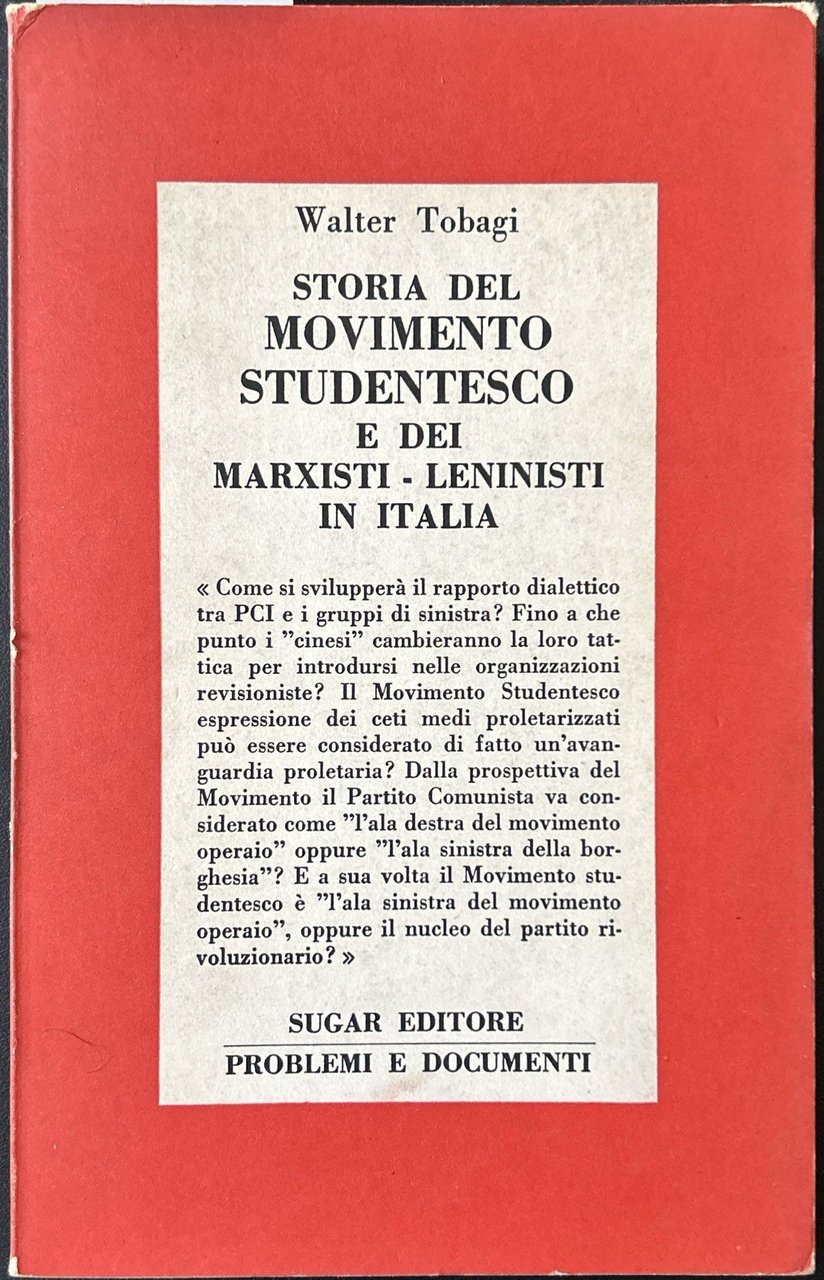 Walter Tobagi
STORIA DEL
MOVIMENTO
STUDENTESCO
E DEI
MARXISTI - LENINISTI
IN ITALIA
« Come si svilupperà il rapporto dialettico
tra PCI e i gruppi di sinistra? Fino a che
punto i ”cinesi” cambieranno la loro tat-
tica per introdursi nelle organizzazioni
revisioniste? Il Movimento Studentesco
espressione dei ceti medi proletarizzati
può essere considerato di fatto un'avan-
guardia proletaria? Dalla prospettiva del
Movimento il Partito Comunista va con-
siderato come ”l'ala destra del movimento
operaio” oppure ”l'ala sinistra della bor-
ghesia”? E a sua volta il Movimento stu-
dentesco è ”l'ala sinistra del movimento
operaio”, oppure il nucleo del partito ri-
voluzionario? »
SUGAR EDITORE
PROBLEMI E DOCUMENTI